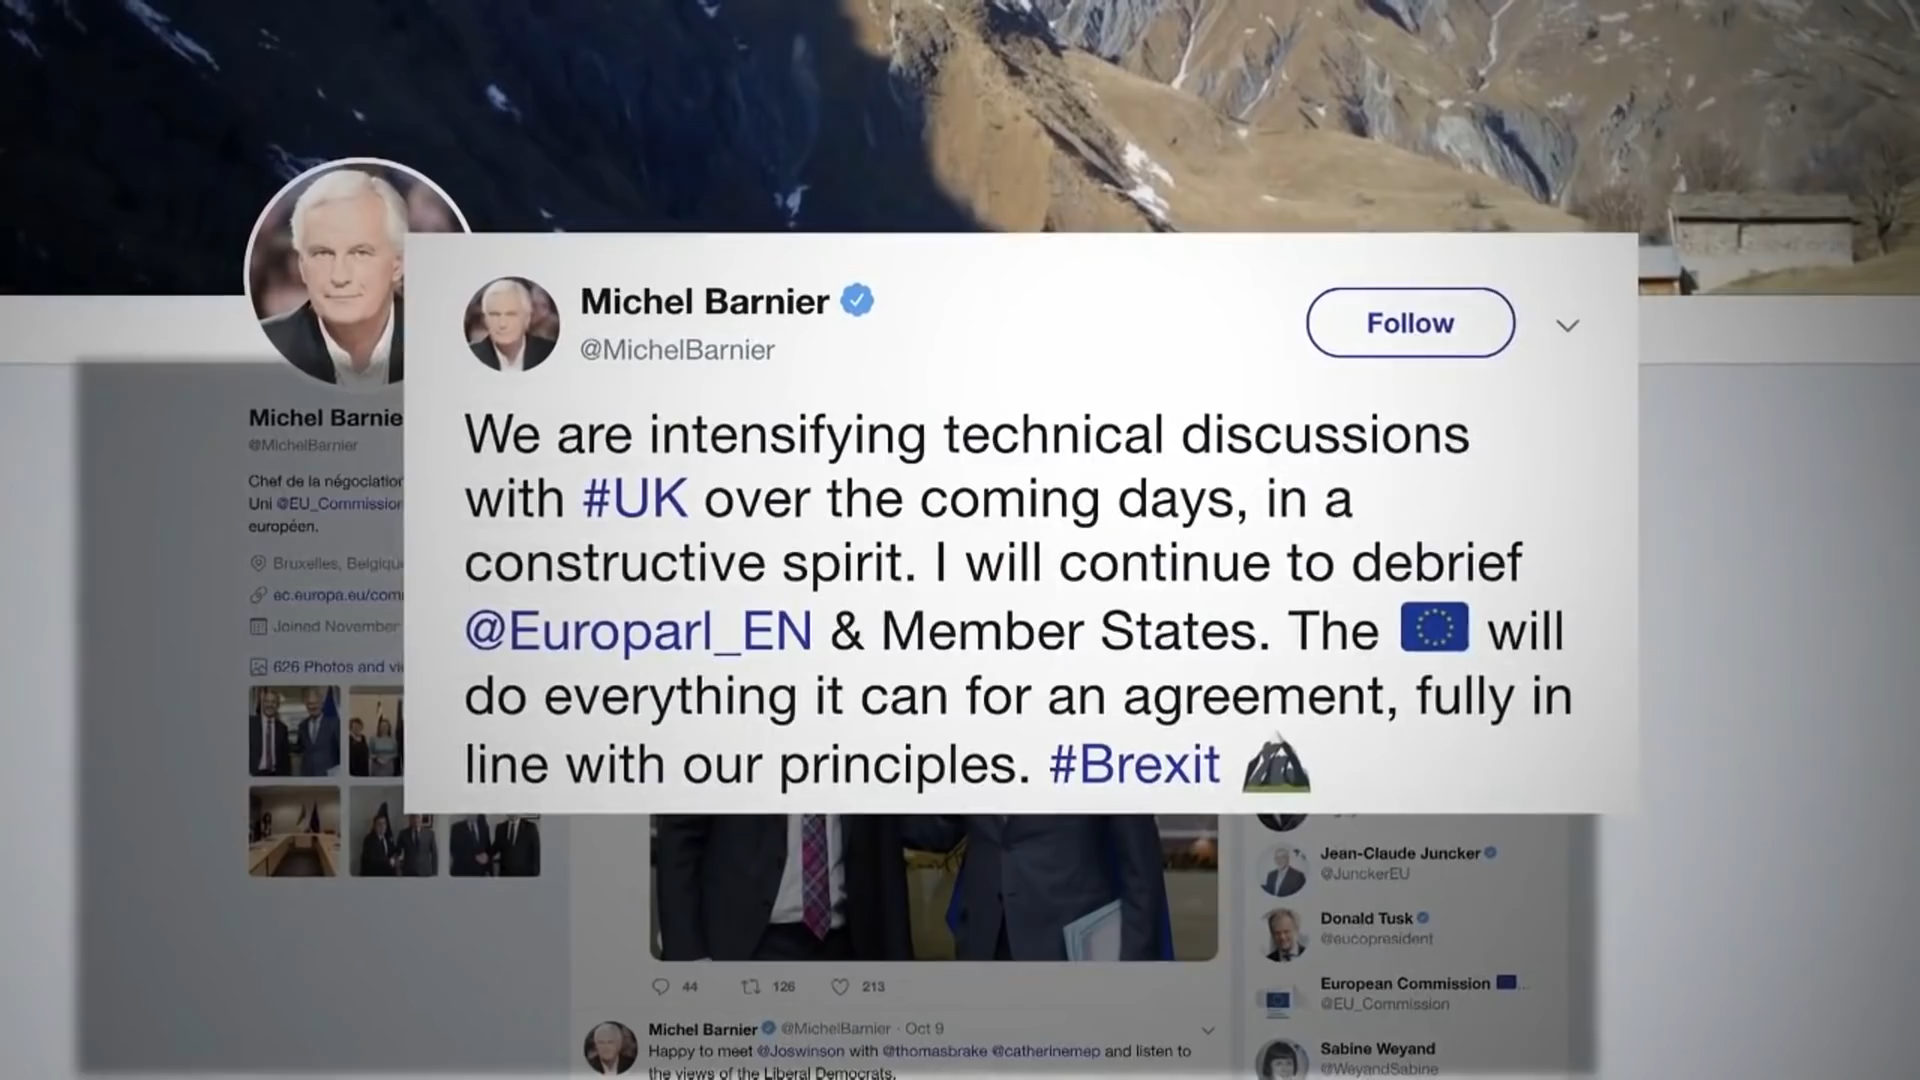 Michel Barnier
@MichelBarnier
Follow
We are intensifying technical discussions
with #UK over the coming days, in a
constructive spirit. I will continue to debrief
@Europarl_EN & Member States. The 🇪🇺 will
do everything it can for an agreement, fully in
line with our principles. #Brexit
Michel Barnie
@MichelBarnier
Chef de la négociation
Uni @EU_Commission
européen.
Bruxelles, Belgique
ec.europa.eu/com
Joined November
626 Photos and vi
44 126 213
Michel Barnier @MichelBarnier · Oct 9
Happy to meet @Joswinson with @thomasbrake @catherinemep and listen to
the views of the Liberal Democrats.
Jean-Claude Juncker
@JunckerEU
Donald Tusk
@eucopresident
European Commission
@EU_Commission
Sabine Weyand
@WeyandSabine